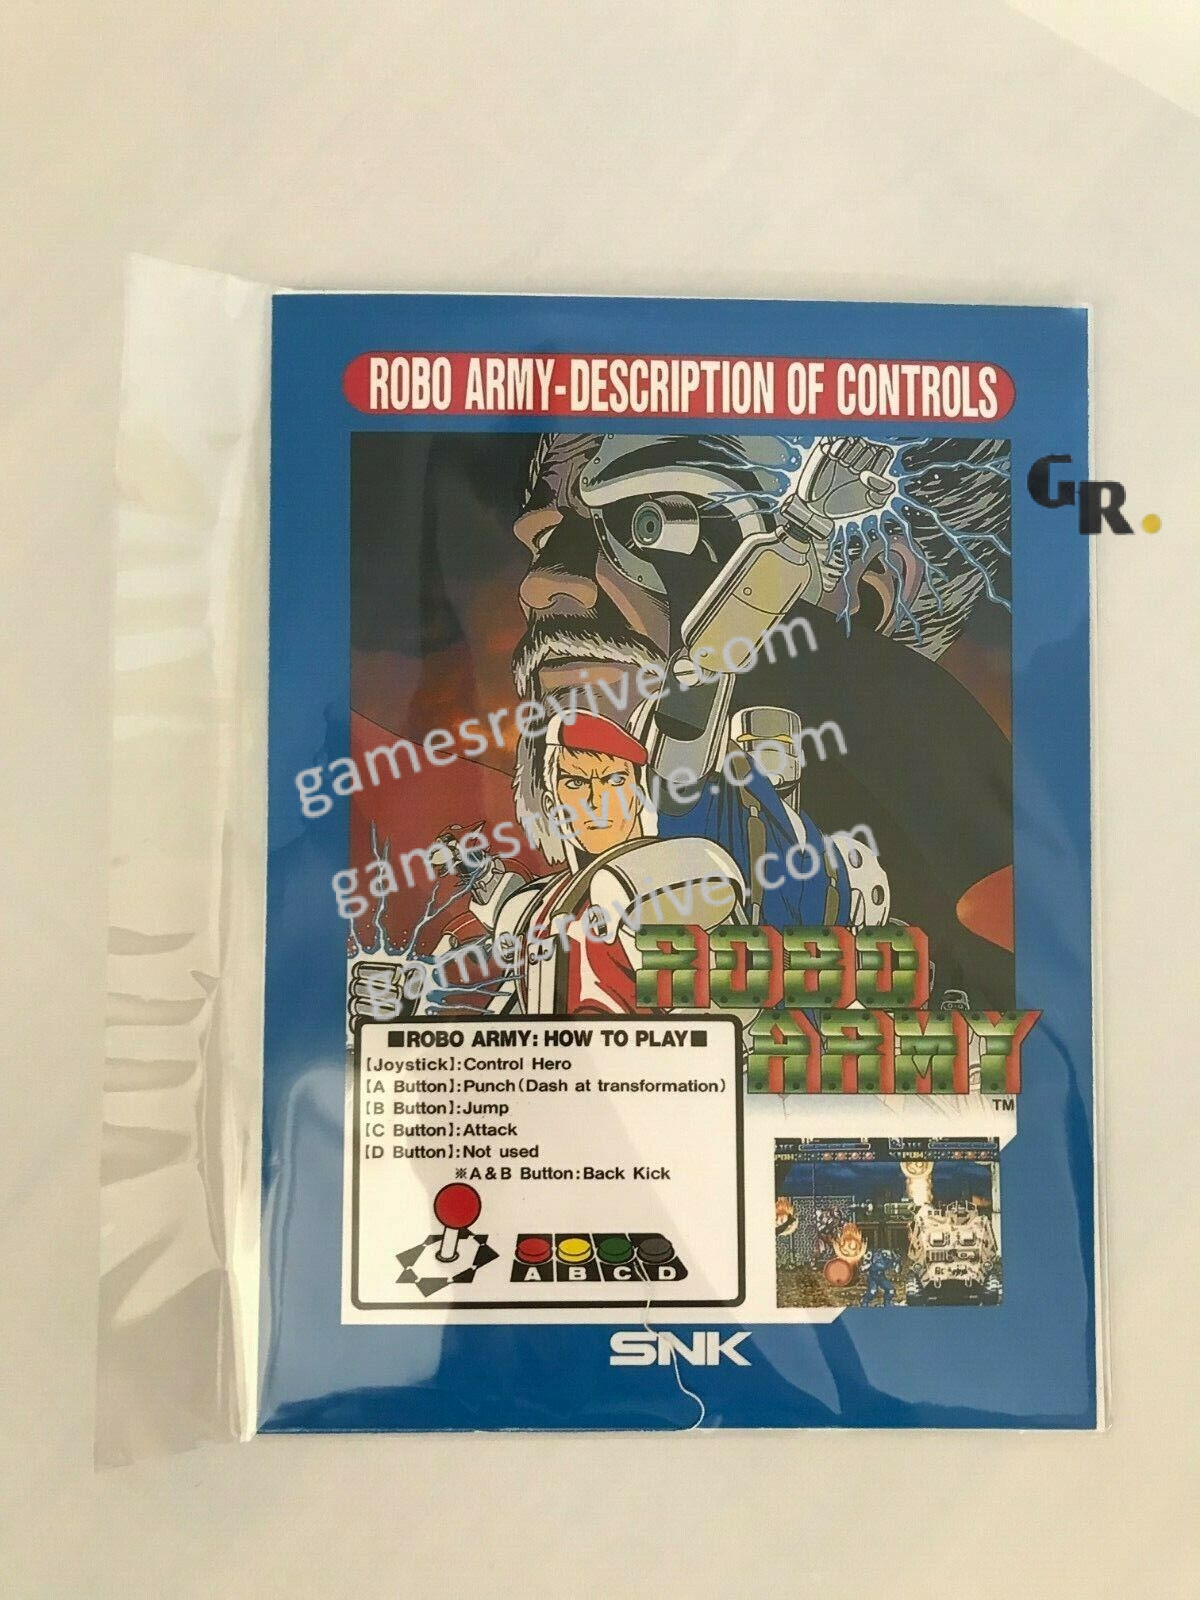 ROBO ARMY-DESCRIPTION OF CONTROLS
GR.
gamesrevive.com
gamesrevive.com
gamesrevive.com
ROBO
ARMY
TM
■ROBO ARMY: HOW TO PLAY■
[Joystick]:Control Hero
[A Button]:Punch(Dash at transformation)
[B Button]:Jump
[C Button]:Attack
[D Button]:Not used
※A&B Button:Back Kick
A B C D
SNK